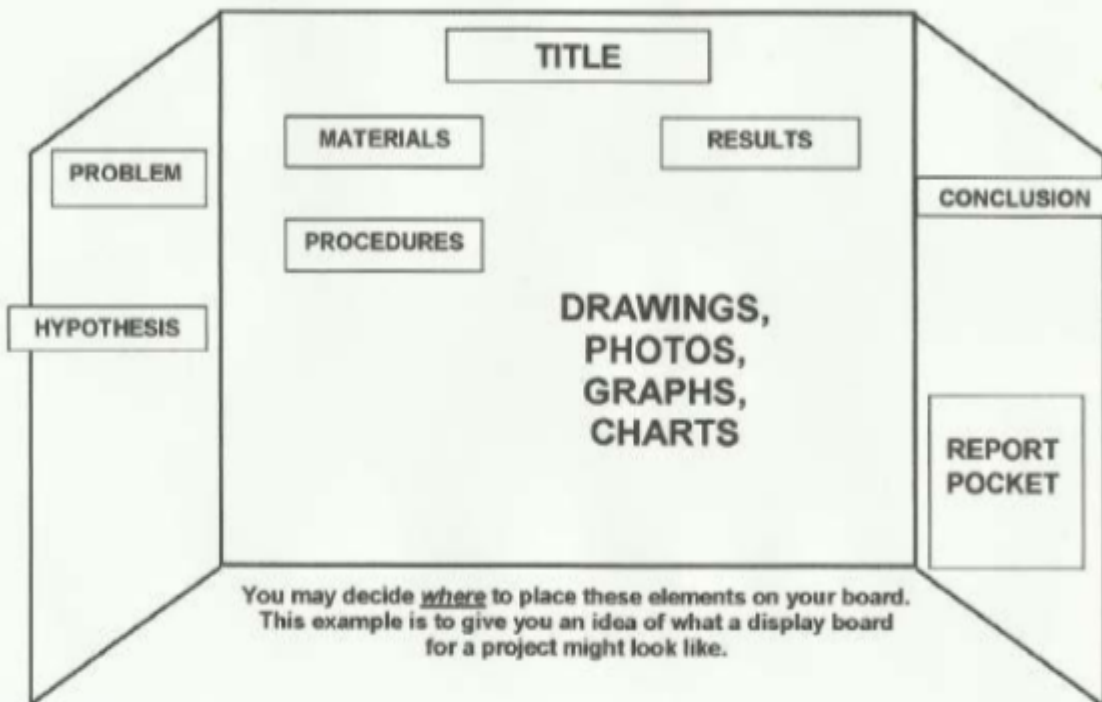 TITLE
PROBLEM
HYPOTHESIS
MATERIALS
PROCEDURES
RESULTS
DRAWINGS,
PHOTOS,
GRAPHS,
CHARTS
CONCLUSION
REPORT
POCKET
You may decide where to place these elements on your board.
This example is to give you an idea of what a display board
for a project might look like.